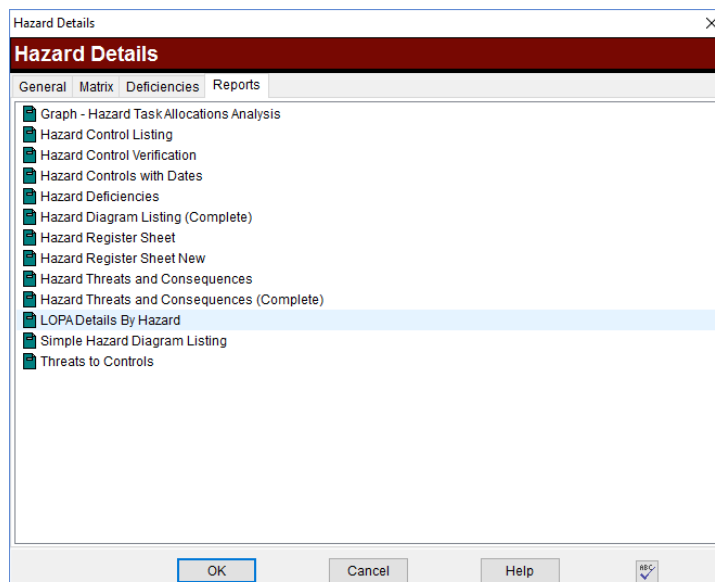 Hazard Details
Hazard Details
General Matrix Deficiencies Reports
Graph - Hazard Task Allocations Analysis
Hazard Control Listing
Hazard Control Verification
Hazard Controls with Dates
Hazard Deficiencies
Hazard Diagram Listing (Complete)
Hazard Register Sheet
Hazard Register Sheet New
Hazard Threats and Consequences
Hazard Threats and Consequences (Complete)
LOPA Details By Hazard
Simple Hazard Diagram Listing
Threats to Controls
OK Cancel Help ABC